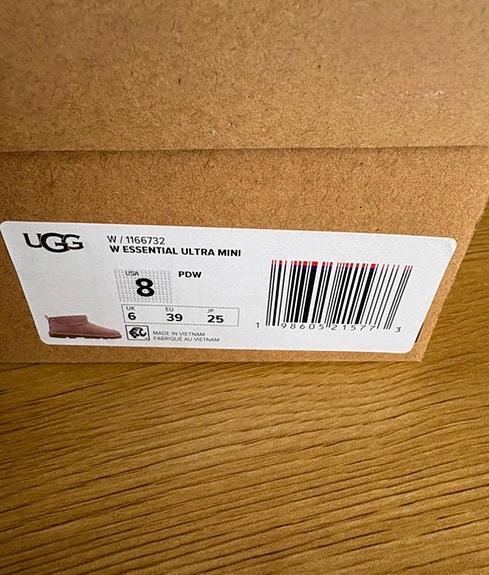 UGG
W / 1166732
W ESSENTIAL ULTRA MINI
USA
8
PDW
UK EU JP
6 39 25
MADE IN VIETNAM
FABRIQUÉ AU VIETNAM
1 98605 21577 3